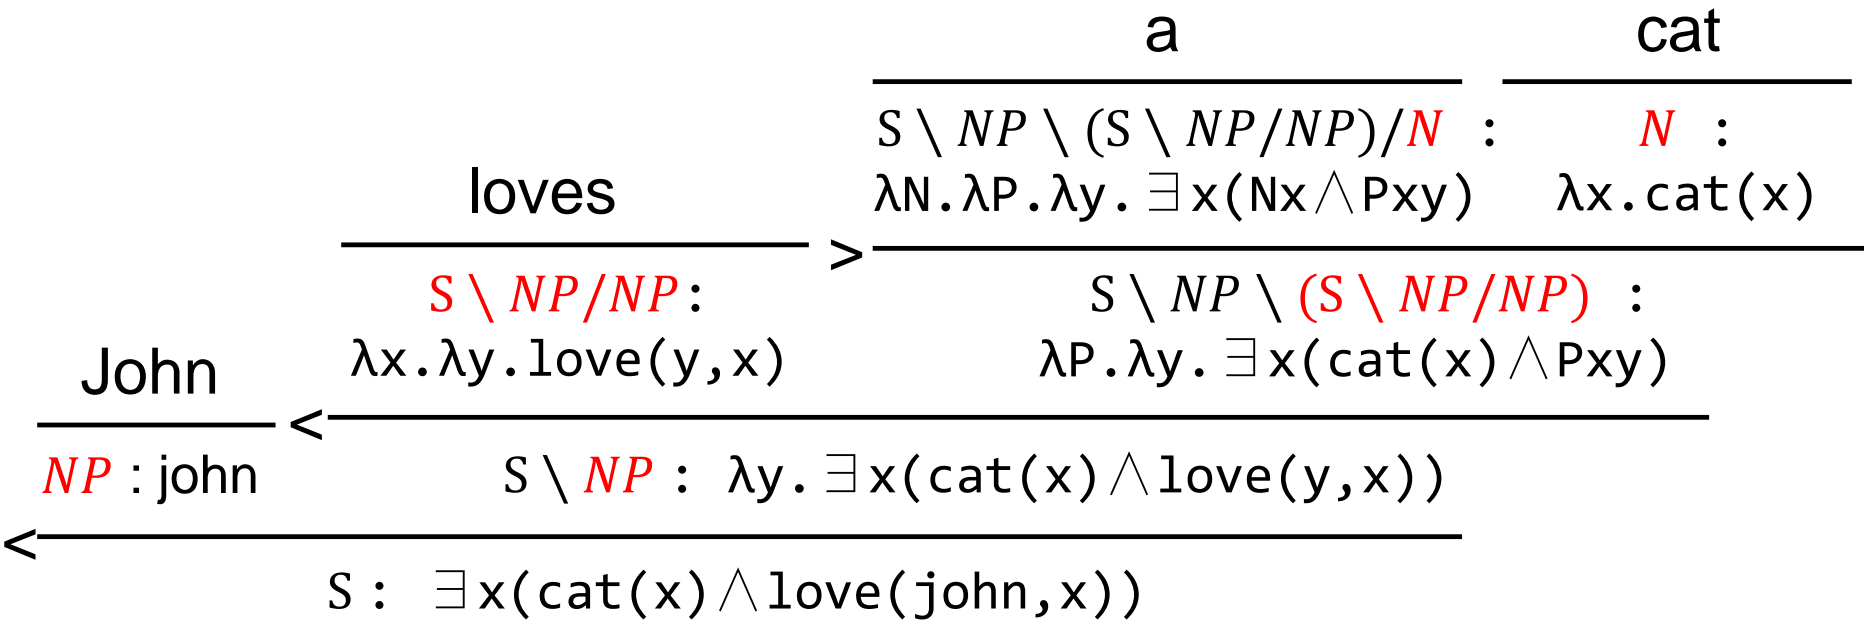 a cat
S \ NP \ (S \ NP/NP)/N : N :
λN.λP.λy.∃x(Nx∧Pxy) λx.cat(x)
loves
>
S \ NP/NP: S \ NP \ (S \ NP/NP) :
λx.λy.love(y,x) λP.λy.∃x(cat(x)∧Pxy)
John
<
NP : john S \ NP : λy.∃x(cat(x)∧love(y,x))
<
S : ∃x(cat(x)∧love(john,x))